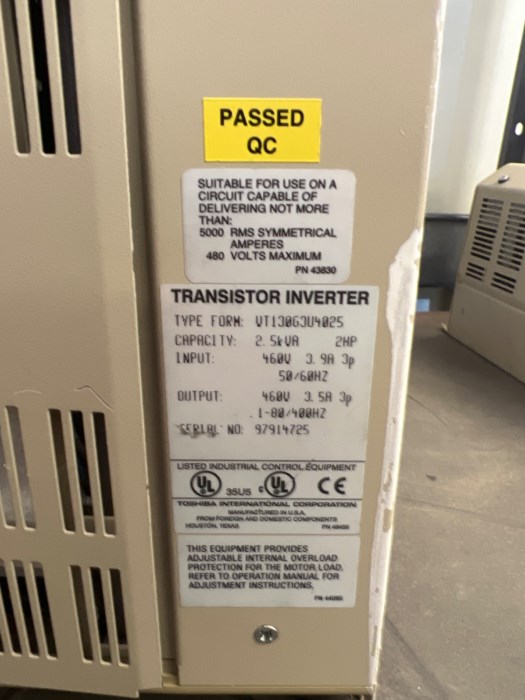 PASSED
QC
SUITABLE FOR USE ON A
CIRCUIT CAPABLE OF
DELIVERING NOT MORE
THAN:
5000 RMS SYMMETRICAL
AMPERES
480 VOLTS MAXIMUM
PN 43830
TRANSISTOR INVERTER
TYPE FORM: VT130G3U4025
CAPACITY: 2.5kVA 2HP
INPUT: 460V 3.9A 3p
50/60HZ
OUTPUT: 460V 3.5A 3p
.1-80/400HZ
SERIAL NO: 97914725
LISTED INDUSTRIAL CONTROL EQUIPMENT
UL 35U5 c UL CE
TOSHIBA INTERNATIONAL CORPORATION
MANUFACTURED IN U.S.A.
FROM FOREIGN AND DOMESTIC COMPONENTS
HOUSTON, TEXAS
THIS EQUIPMENT PROVIDES
ADJUSTABLE INTERNAL OVERLOAD
PROTECTION FOR THE MOTOR LOAD.
REFER TO OPERATION MANUAL FOR
ADJUSTMENT INSTRUCTIONS.